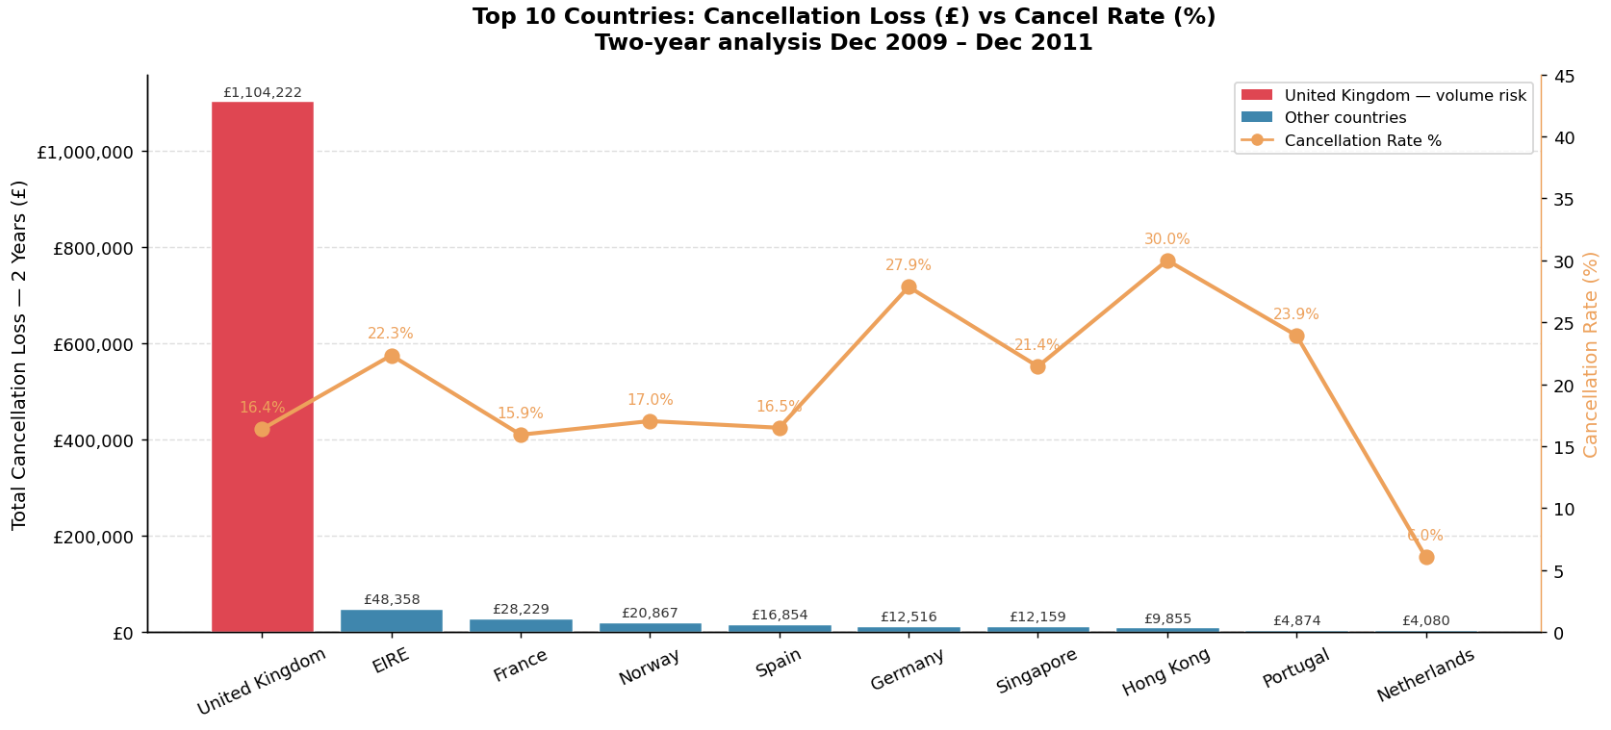 Top 10 Countries: Cancellation Loss (£) vs Cancel Rate (%)
Two-year analysis Dec 2009 – Dec 2011
Total Cancellation Loss — 2 Years (£)
£1,000,000
£800,000
£600,000
£400,000
£200,000
£0
£1,104,222
£48,358
£28,229
£20,867
£16,854
£12,516
£12,159
£9,855
£4,874
£4,080
16.4%
22.3%
15.9%
17.0%
16.5%
27.9%
21.4%
30.0%
23.9%
6.0%
United Kingdom — volume risk
Other countries
Cancellation Rate %
45
40
35
30
25
20
15
10
5
0
Cancellation Rate (%)
United Kingdom
EIRE
France
Norway
Spain
Germany
Singapore
Hong Kong
Portugal
Netherlands